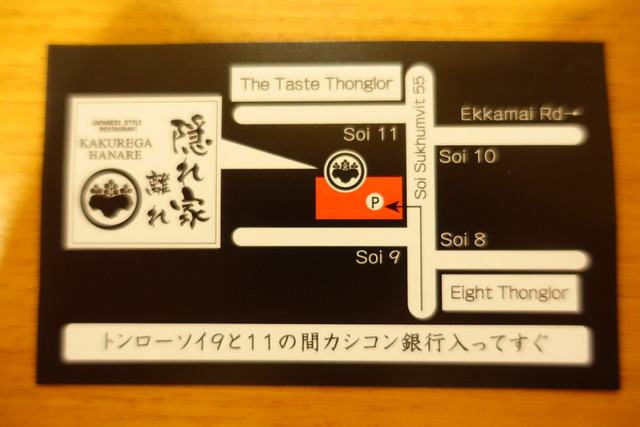 The Taste Thonglor
Soi Sukhumvit 55
Ekkamai Rd
JAPANESE STYLE
RESTAURANT
KAKUREGA
HANARE
隠れ家
離れ
Soi 11
Soi 10
P
Soi 8
Soi 9
Eight Thonglor
トンローソイ9と11の間カシコン銀行入ってすぐ